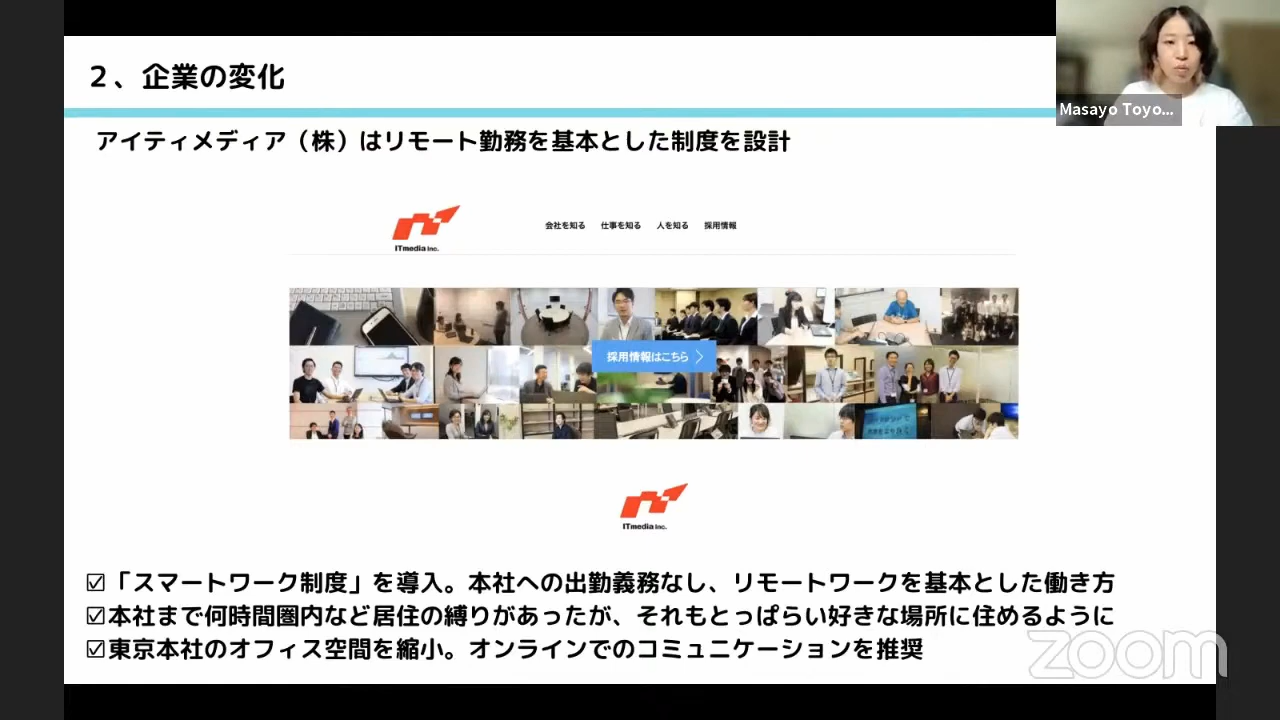 2、企業の変化
Masayo Toyo...
アイティメディア（株）はリモート勤務を基本とした制度を設計
ITmedia Inc.
会社を知る 仕事を知る 人を知る 採用情報
採用情報はこちら
ITmedia Inc.
☑「スマートワーク制度」を導入。本社への出勤義務なし、リモートワークを基本とした働き方
☑本社まで何時間圏内など居住の縛りがあったが、それもとっぱらい好きな場所に住めるように
☑東京本社のオフィス空間を縮小。オンラインでのコミュニケーションを推奨
zoom